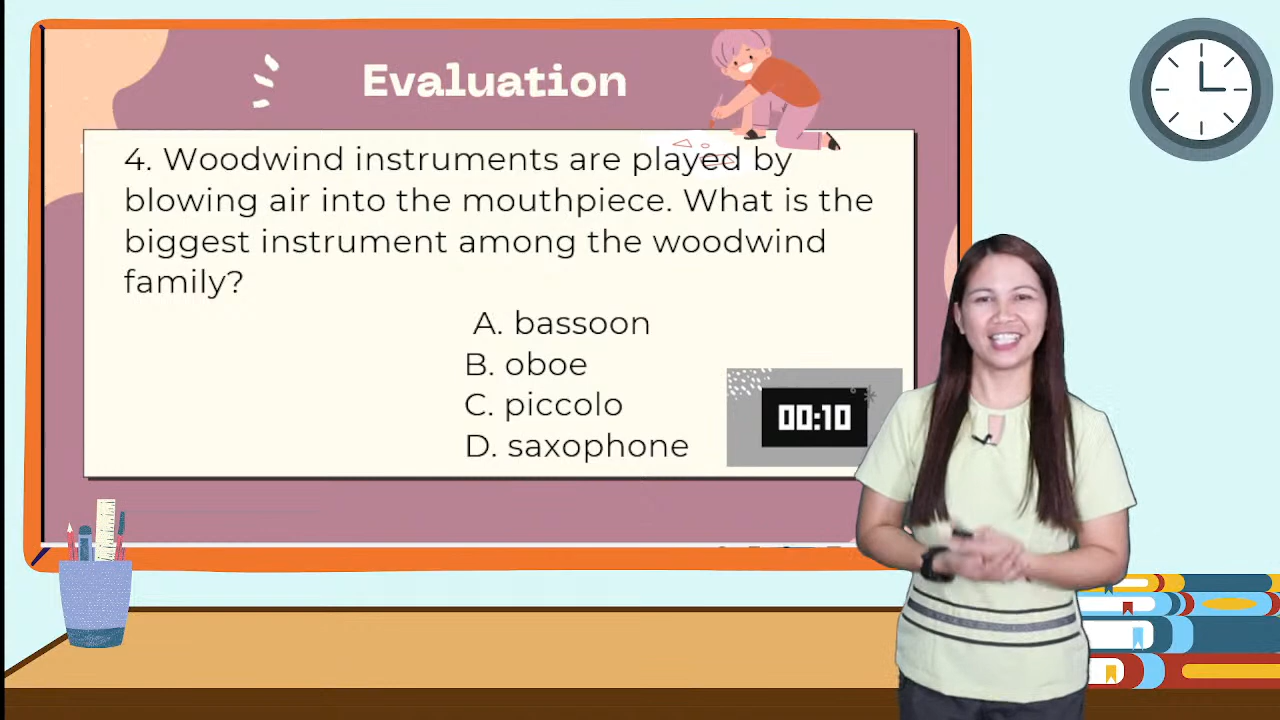 Evaluation
4. Woodwind instruments are played by
blowing air into the mouthpiece. What is the
biggest instrument among the woodwind
family?
A. bassoon
B. oboe
C. piccolo
D. saxophone
00:10